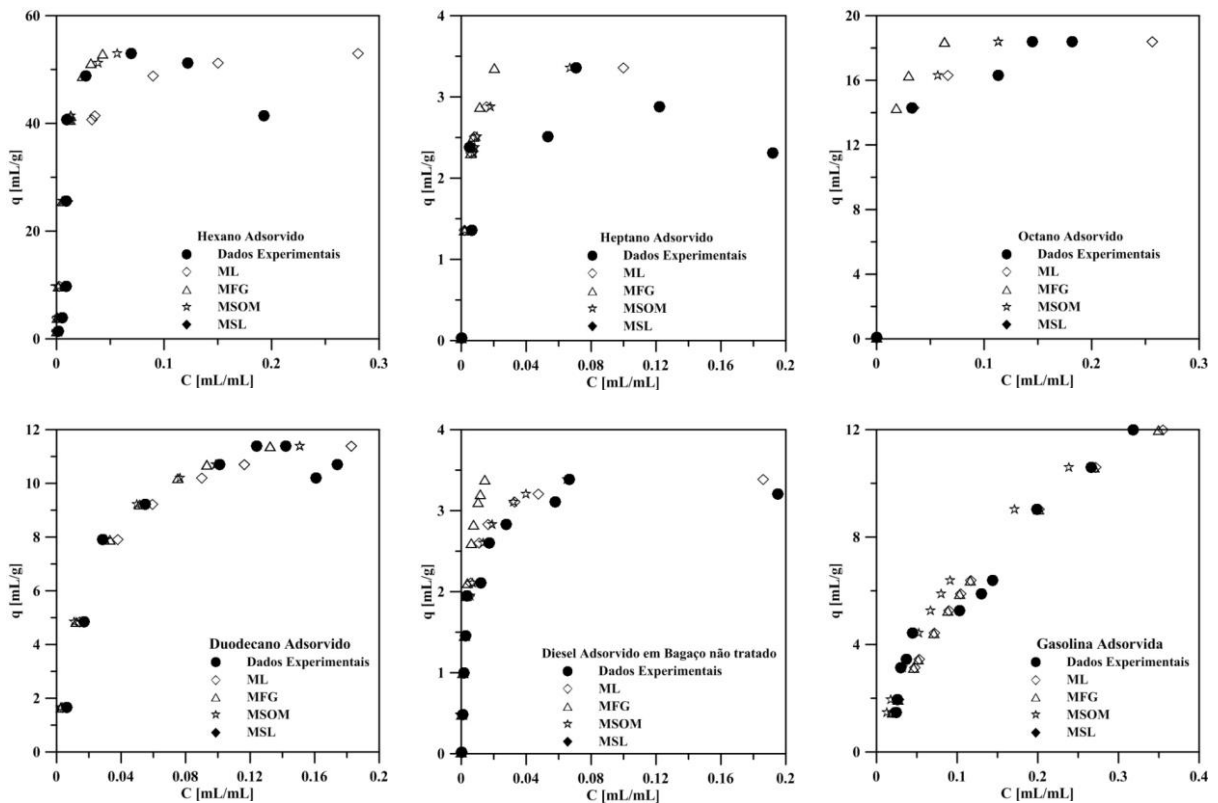 60
40
20
0
q [mL/g]
Hexano Adsorvido
Dados Experimentais
ML
MFG
MSOM
MSL
0
0.1
0.2
0.3
C [mL/mL]
4
3
2
1
0
q [mL/g]
Heptano Adsorvido
Dados Experimentais
ML
MFG
MSOM
MSL
0
0.04
0.08
0.12
0.16
0.2
C [mL/mL]
20
16
12
8
4
0
q [mL/g]
Octano Adsorvido
Dados Experimentais
ML
MFG
MSOM
MSL
0
0.1
0.2
0.3
C [mL/mL]
12
10
8
6
4
2
0
q [mL/g]
Duodecano Adsorvido
Dados Experimentais
ML
MFG
MSOM
MSL
0
0.04
0.08
0.12
0.16
0.2
C [mL/mL]
4
3
2
1
0
q [mL/g]
Diesel Adsorvido em Bagaço não tratado
Dados Experimentais
ML
MFG
MSOM
MSL
0
0.04
0.08
0.12
0.16
0.2
C [mL/mL]
12
8
4
0
q [mL/g]
Gasolina Adsorvida
Dados Experimentais
ML
MFG
MSOM
MSL
0
0.1
0.2
0.3
0.4
C [mL/mL]